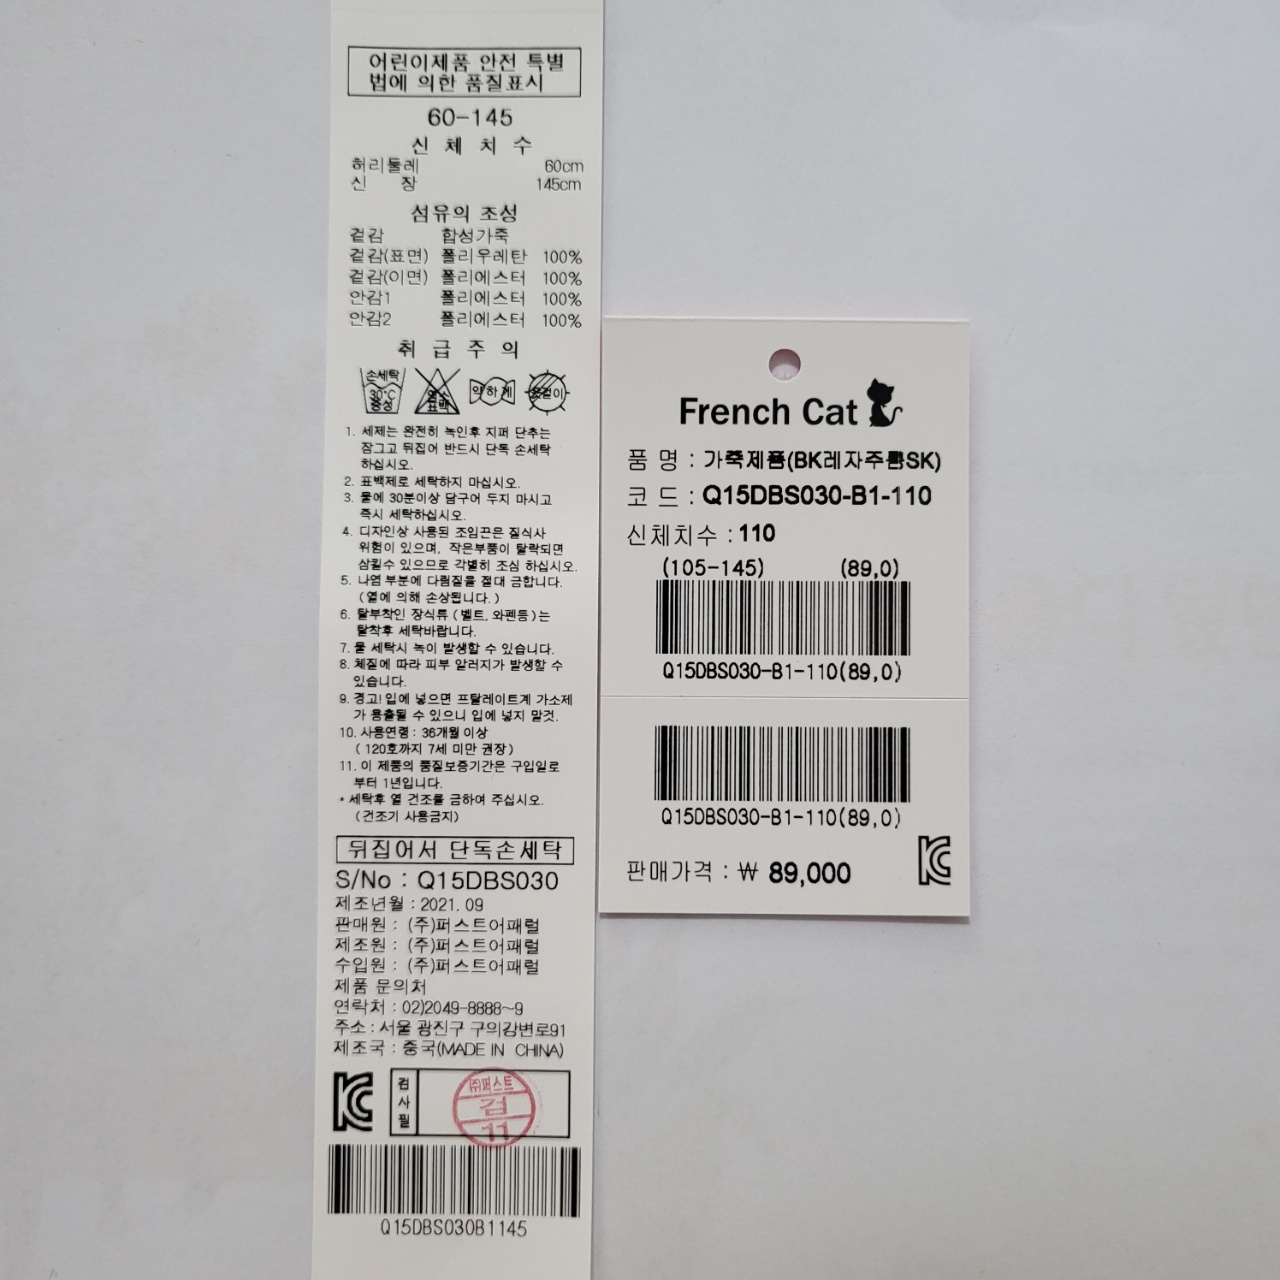 어린이제품 안전 특별
법에 의한 품질표시
60-145
신 체 치 수
허리둘레 60cm
신 장 145cm
섬유의 조성
겉감 합성가죽
겉감(표면) 폴리우레탄 100%
겉감(이면) 폴리에스터 100%
안감1 폴리에스터 100%
안감2 폴리에스터 100%
취 급 주 의
손세탁 30°C 중성 염소 표백 약하게 옷걸이
1. 세제는 완전히 녹인후 지퍼 단추는
잠그고 뒤집어 반드시 단독 손세탁
하십시오.
2. 표백제로 세탁하지 마십시오.
3. 물에 30분이상 담구어 두지 마시고
즉시 세탁하십시오.
4. 디자인상 사용된 조임끈은 질식사
위험이 있으며, 작은부품이 탈락되면
삼킬수 있으므로 각별히 조심 하십시오.
5. 나염 부분에 다림질을 절대 금합니다.
(열에 의해 손상됩니다.)
6. 탈부착인 장식류 (벨트, 와펜등)는
탈착후 세탁바랍니다.
7. 물 세탁시 녹이 발생할 수 있습니다.
8. 체질에 따라 피부 알러지가 발생할 수
있습니다.
9. 경고! 입에 넣으면 프탈레이트계 가소제
가 용출될 수 있으니 입에 넣지 말것.
10. 사용연령 : 36개월 이상
(120호까지 7세 미만 권장)
11. 이 제품의 품질보증기간은 구입일로
부터 1년입니다.
* 세탁후 열 건조를 금하여 주십시오.
(건조기 사용금지)
뒤집어서 단독손세탁
S/No : Q15DBS030
제조년월 : 2021. 09
판매원 : (주)퍼스트어패럴
제조원 : (주)퍼스트어패럴
수입원 : (주)퍼스트어패럴
제품 문의처
연락처 : 02)2049-8888~9
주소 : 서울 광진구 구의강변로91
제조국 : 중국(MADE IN CHINA)
KC
검사필
㈜퍼스트
검
11
Q15DBS030B1145
French Cat
품 명 : 가죽제품(BK레자주름SK)
코 드 : Q15DBS030-B1-110
신체치수 : 110
(105-145) (89,0)
Q15DBS030-B1-110(89,0)
Q15DBS030-B1-110(89,0)
판매가격 : ₩ 89,000
KC